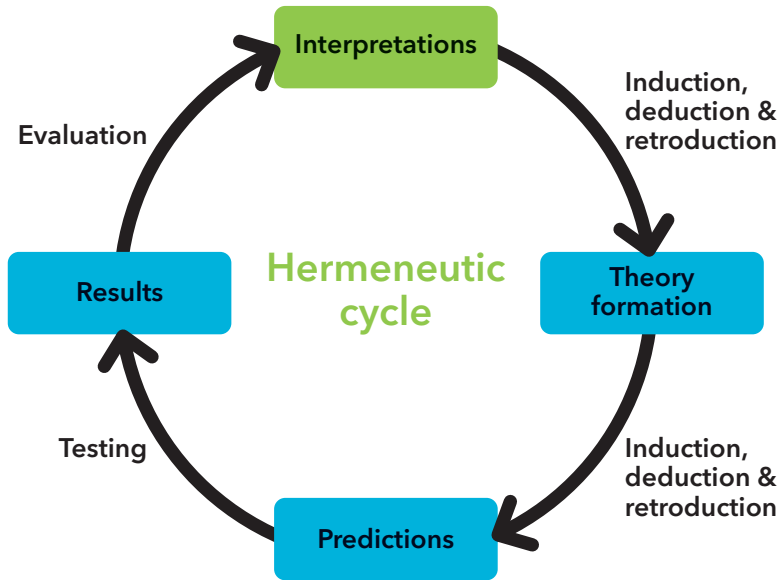 Interpretations
Induction,
deduction &
retroduction
Evaluation
Hermeneutic
cycle
Results
Theory
formation
Testing
Induction,
deduction &
retroduction
Predictions